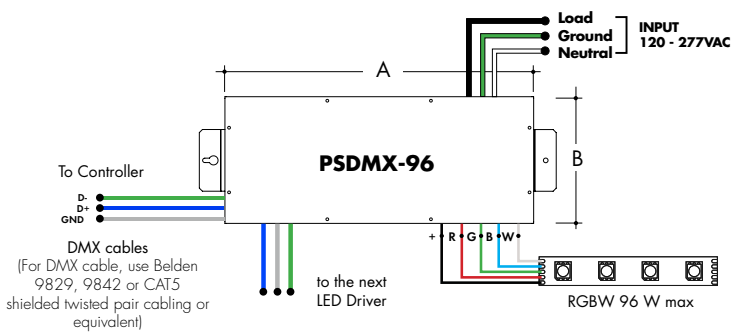 Load
Ground
Neutral
INPUT
120 - 277VAC
A
PSDMX-96
B
To Controller
D-
D+
GND
DMX cables
(For DMX cable, use Belden
9829, 9842 or CAT5
shielded twisted pair cabling or
equivalent)
to the next
LED Driver
+ R G B W
RGBW 96 W max